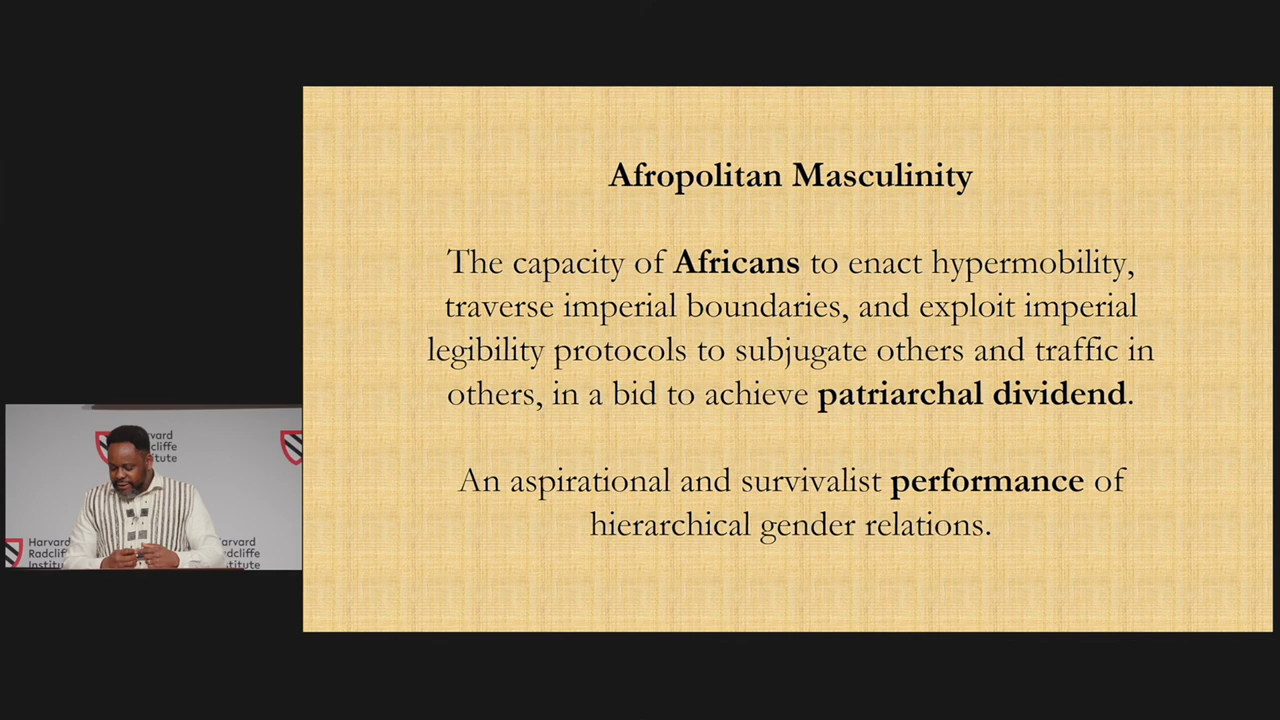 Afropolitan Masculinity
The capacity of Africans to enact hypermobility,
traverse imperial boundaries, and exploit imperial
legibility protocols to subjugate others and traffic in
others, in a bid to achieve patriarchal dividend.
An aspirational and survivalist performance of
hierarchical gender relations.
Harvard
Radcliffe
Institute